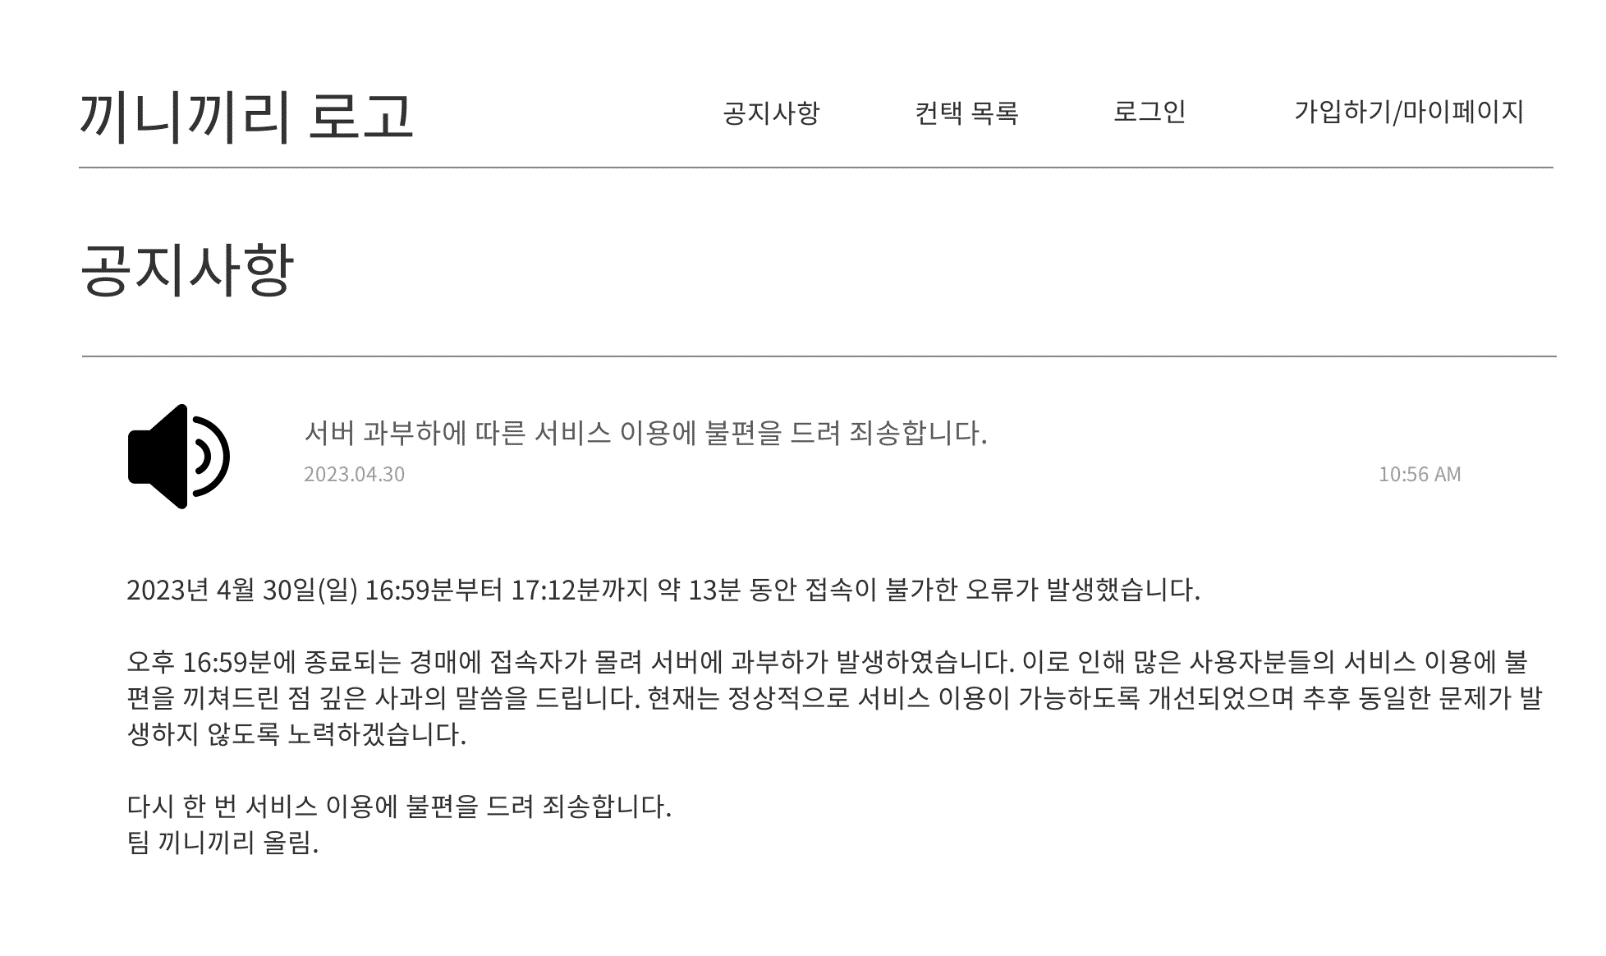 끼니끼리 로고
공지사항
컨택 목록
로그인
가입하기/마이페이지
공지사항
서버 과부하에 따른 서비스 이용에 불편을 드려 죄송합니다.
2023.04.30
10:56 AM
2023년 4월 30일(일) 16:59분부터 17:12분까지 약 13분 동안 접속이 불가한 오류가 발생했습니다.
오후 16:59분에 종료되는 경매에 접속자가 몰려 서버에 과부하가 발생하였습니다. 이로 인해 많은 사용자분들의 서비스 이용에 불
편을 끼쳐드린 점 깊은 사과의 말씀을 드립니다. 현재는 정상적으로 서비스 이용이 가능하도록 개선되었으며 추후 동일한 문제가 발
생하지 않도록 노력하겠습니다.
다시 한 번 서비스 이용에 불편을 드려 죄송합니다.
팀 끼니끼리 올림.